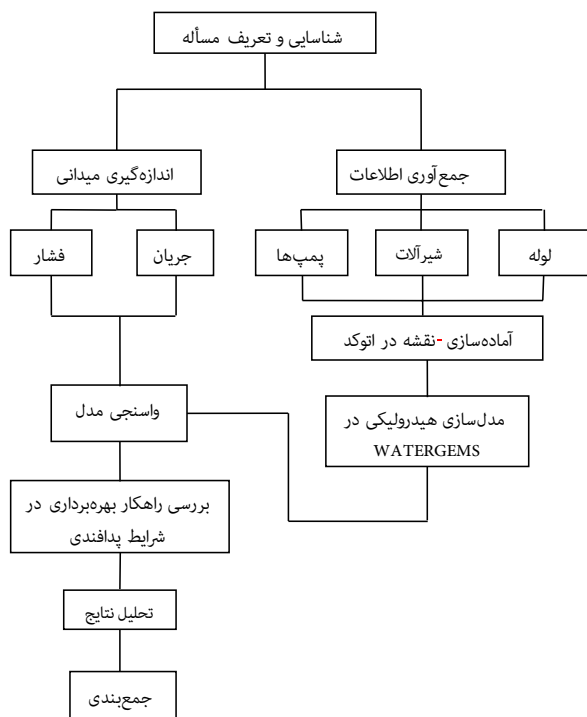 شناسایی و تعریف مسأله
جمع‌آوری اطلاعات
اندازه‌گیری میدانی
لوله
شیرآلات
پمپ‌ها
جریان
فشار
آماده‌سازی -نقشه در اتوکد
مدل‌سازی هیدرولیکی در
WATERGEMS
واسنجی مدل
بررسی راهکار بهره‌برداری در
شرایط پدافندی
تحلیل نتایج
جمع‌بندی